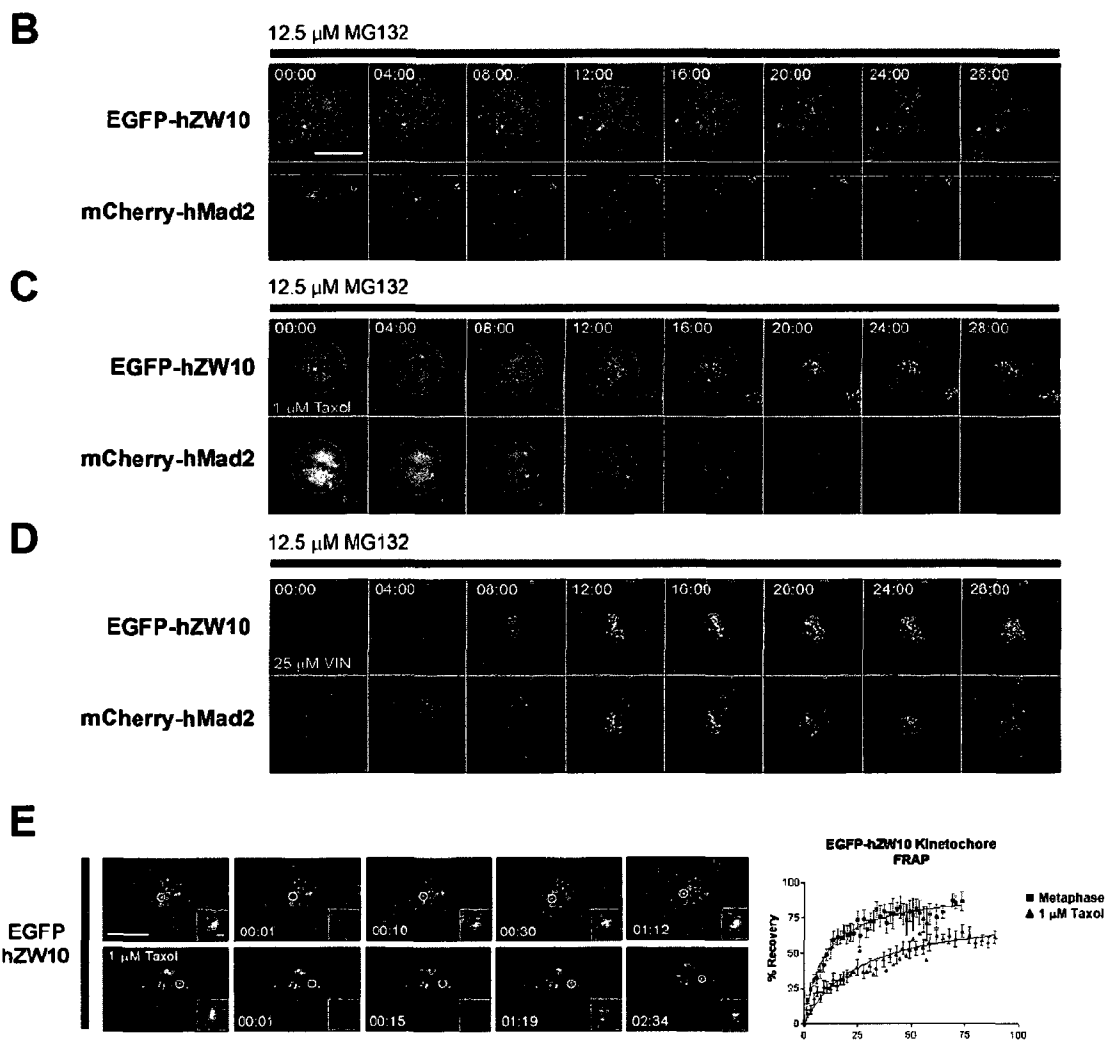 B
12.5 μM MG132
00:00 04:00 08:00 12:00 16:00 20:00 24:00 28:00
EGFP-hZW10
mCherry-hMad2
C
12.5 μM MG132
00:00 04:00 08:00 12:00 16:00 20:00 24:00 28:00
EGFP-hZW10
1 μM Taxol
mCherry-hMad2
D
12.5 μM MG132
00:00 04:00 08:00 12:00 16:00 20:00 24:00 28:00
EGFP-hZW10
25 μM VIN
mCherry-hMad2
E
EGFP
hZW10
00:01 00:10 00:30 01:12
1 μM Taxol
00:01 00:15 01:19 02:34
EGFP-hZW10 Kinetochore
FRAP
% Recovery
100
75
50
25
0
0 25 50 75 100
Metaphase
1 μM Taxol